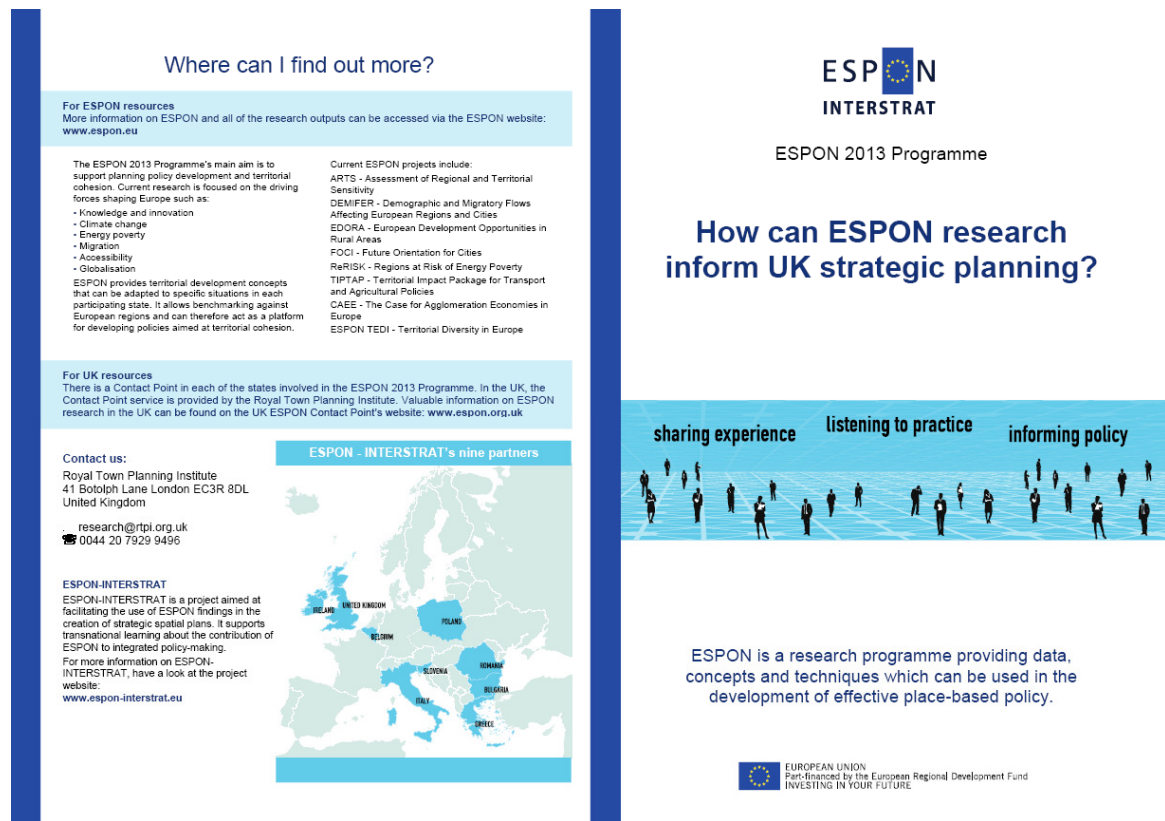 Where can I find out more?
For ESPON resources
More information on ESPON and all of the research outputs can be accessed via the ESPON website:
www.espon.eu
The ESPON 2013 Programme's main aim is to
support planning policy development and territorial
cohesion. Current research is focused on the driving
forces shaping Europe such as:
- Knowledge and innovation
- Climate change
- Energy poverty
- Migration
- Accessibility
- Globalisation
ESPON provides territorial development concepts
that can be adapted to specific situations in each
participating state. It allows benchmarking against
European regions and can therefore act as a platform
for developing policies aimed at territorial cohesion.
Current ESPON projects include:
ARTS - Assessment of Regional and Territorial
Sensitivity
DEMIFER - Demographic and Migratory Flows
Affecting European Regions and Cities
EDORA - European Development Opportunities in
Rural Areas
FOCI - Future Orientation for Cities
ReRISK - Regions at Risk of Energy Poverty
TIPTAP - Territorial Impact Package for Transport
and Agricultural Policies
CAEE - The Case for Agglomeration Economies in
Europe
ESPON TEDI - Territorial Diversity in Europe
For UK resources
There is a Contact Point in each of the states involved in the ESPON 2013 Programme. In the UK, the
Contact Point service is provided by the Royal Town Planning Institute. Valuable information on ESPON
research in the UK can be found on the UK ESPON Contact Point's website: www.espon.org.uk
Contact us:
Royal Town Planning Institute
41 Botolph Lane London EC3R 8DL
United Kingdom
. research@rtpi.org.uk
☎ 0044 20 7929 9496
ESPON-INTERSTRAT
ESPON-INTERSTRAT is a project aimed at
facilitating the use of ESPON findings in the
creation of strategic spatial plans. It supports
transnational learning about the contribution of
ESPON to integrated policy-making.
For more information on ESPON-
INTERSTRAT, have a look at the project
website:
www.espon-interstrat.eu
ESPON - INTERSTRAT's nine partners
IRELAND
UNITED KINGDOM
BELGIUM
POLAND
SLOVENIA
ROMANIA
BULGARIA
ITALY
GREECE
ESPON
INTERSTRAT
ESPON 2013 Programme
How can ESPON research
inform UK strategic planning?
sharing experience
listening to practice
informing policy
ESPON is a research programme providing data,
concepts and techniques which can be used in the
development of effective place-based policy.
EUROPEAN UNION
Part-financed by the European Regional Development Fund
INVESTING IN YOUR FUTURE